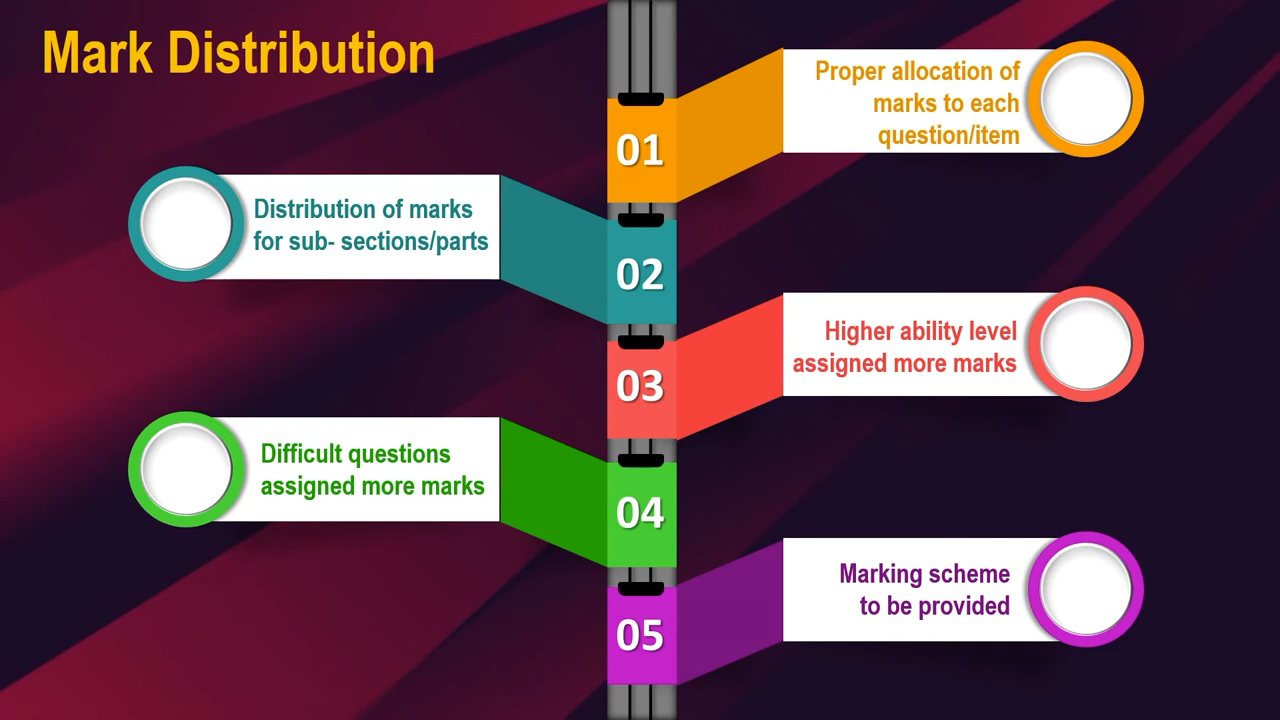 Mark Distribution
01
Proper allocation of
marks to each
question/item
02
Distribution of marks
for sub- sections/parts
03
Higher ability level
assigned more marks
04
Difficult questions
assigned more marks
05
Marking scheme
to be provided